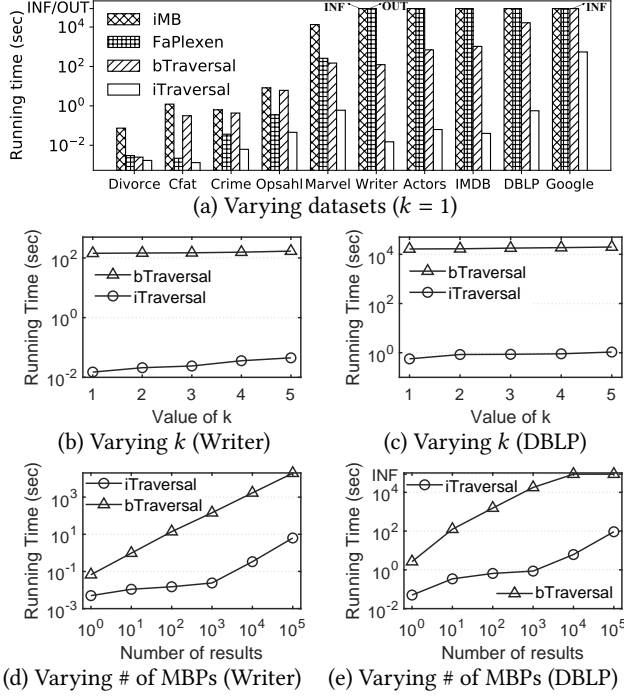 INF/OUT
INF
OUT
INF
10^4
10^2
10^0
10^-2
Running time (sec)
iMB
FaPlexen
bTraversal
iTraversal
Divorce Cfat Crime Opsahl Marvel Writer Actors IMDB DBLP Google
(a) Varying datasets (k = 1)
10^2
10^0
10^-2
Running Time (sec)
bTraversal
iTraversal
1 2 3 4 5
Value of k
(b) Varying k (Writer)
10^4
10^2
10^0
Running Time (sec)
bTraversal
iTraversal
1 2 3 4 5
Value of k
(c) Varying k (DBLP)
10^3
10^1
10^-1
10^-3
Running Time (sec)
iTraversal
bTraversal
10^0 10^1 10^2 10^3 10^4 10^5
Number of results
(d) Varying # of MBPs (Writer)
INF
10^4
10^2
10^0
10^-2
Running Time (sec)
iTraversal
bTraversal
10^0 10^1 10^2 10^3 10^4 10^5
Number of results
(e) Varying # of MBPs (DBLP)